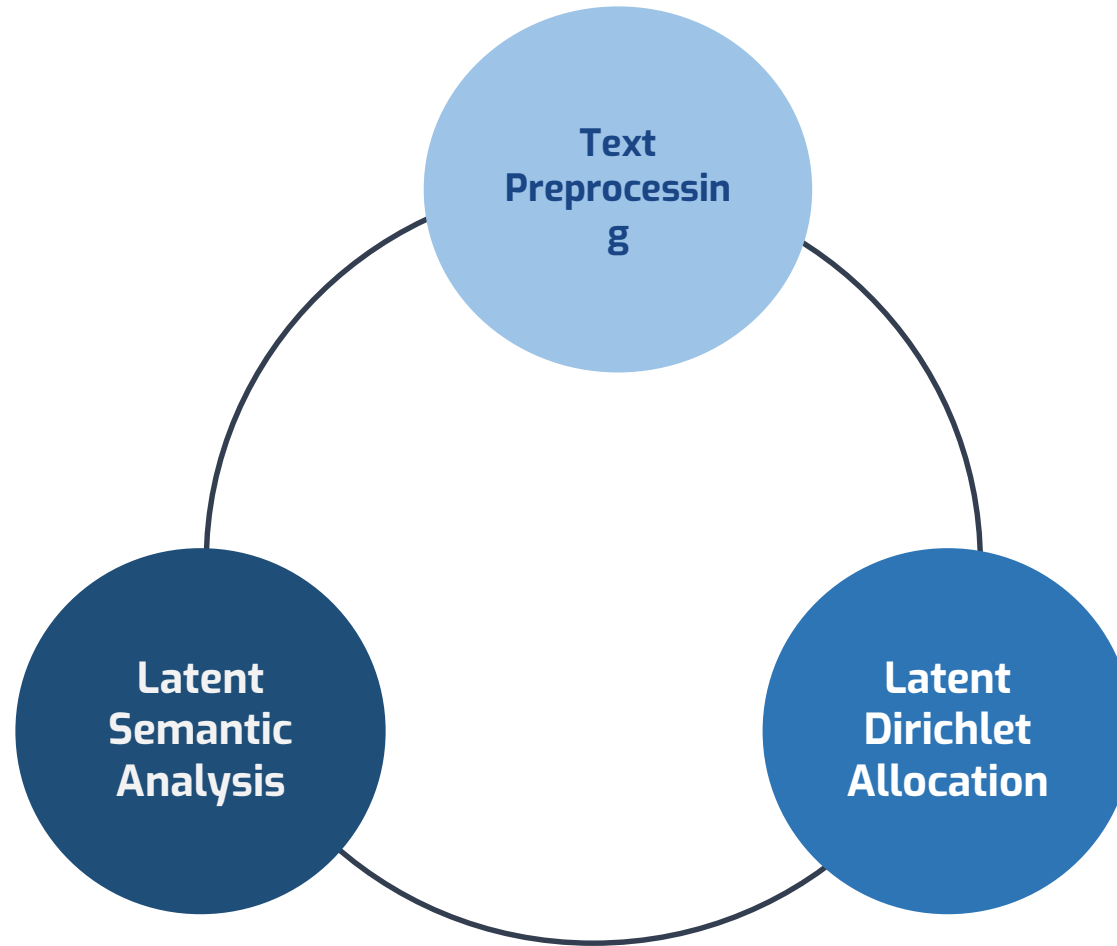 Text
Preprocessin
g
Latent
Semantic
Analysis
Latent
Dirichlet
Allocation